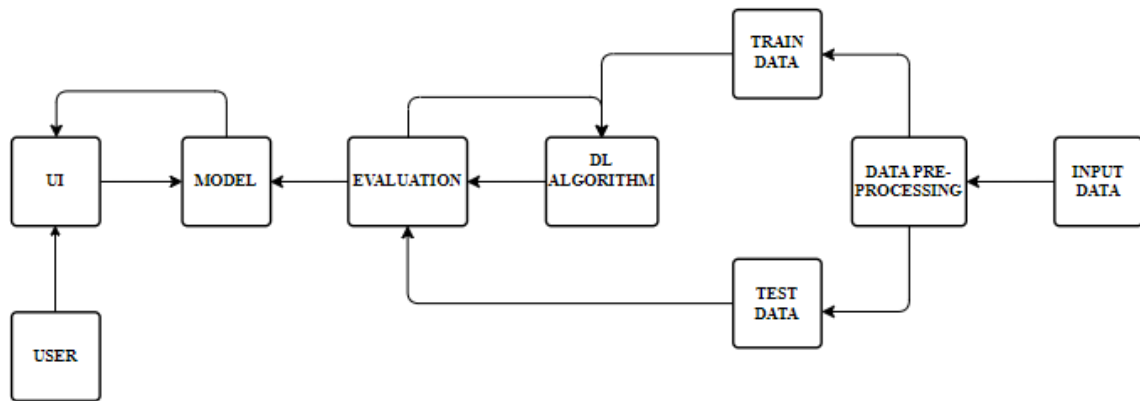 TRAIN
DATA
UI
MODEL
EVALUATION
DL
ALGORITHM
DATA PRE-
PROCESSING
INPUT
DATA
TEST
DATA
USER